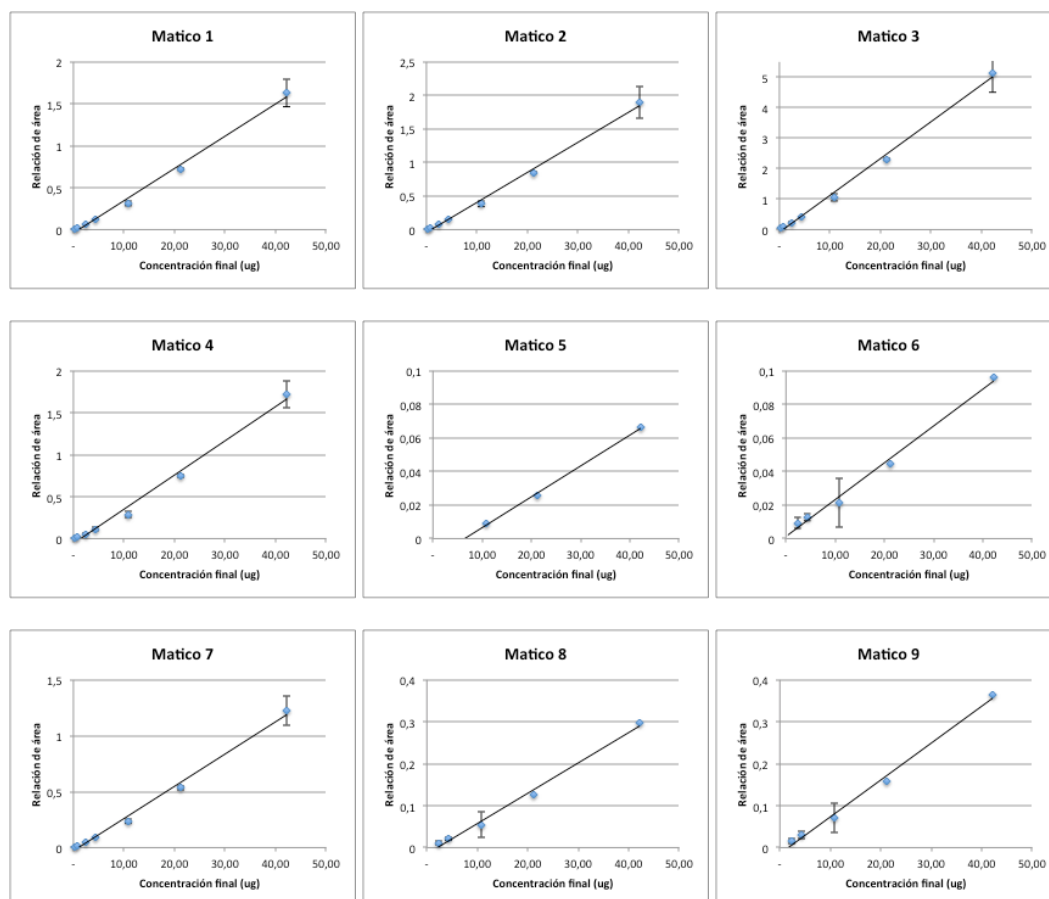 Matico 1
2
1,5
1
0,5
0
Relación de área
- 10,00 20,00 30,00 40,00 50,00
Concentración final (ug)
Matico 2
2,5
2
1,5
1
0,5
0
Relación de área
- 10,00 20,00 30,00 40,00 50,00
Concentración final (ug)
Matico 3
5
4
3
2
1
0
Relación de área
- 10,00 20,00 30,00 40,00 50,00
Concentración final (ug)
Matico 4
2
1,5
1
0,5
0
Relación de área
- 10,00 20,00 30,00 40,00 50,00
Concentración final (ug)
Matico 5
0,1
0,08
0,06
0,04
0,02
0
Relación de área
- 10,00 20,00 30,00 40,00 50,00
Concentración final (ug)
Matico 6
0,1
0,08
0,06
0,04
0,02
0
Relación de área
- 10,00 20,00 30,00 40,00 50,00
Concentración final (ug)
Matico 7
1,5
1
0,5
0
Relación de área
- 10,00 20,00 30,00 40,00 50,00
Concentración final (ug)
Matico 8
0,4
0,3
0,2
0,1
0
Relación de área
- 10,00 20,00 30,00 40,00 50,00
Concentración final (ug)
Matico 9
0,4
0,3
0,2
0,1
0
Relación de área
- 10,00 20,00 30,00 40,00 50,00
Concentración final (ug)